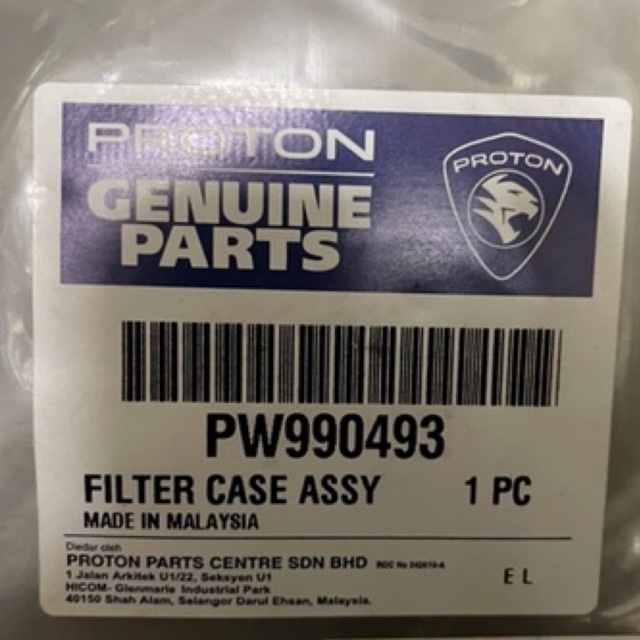 PROTON
GENUINE
PARTS
PROTON
PW990493
FILTER CASE ASSY 1 PC
MADE IN MALAYSIA
Diedar oleh
PROTON PARTS CENTRE SDN BHD
1 Jalan Arkitek U1/22, Seksyen U1
HICOM- Glenmarie Industrial Park
40150 Shah Alam, Selangor Darul Ehsan, Malaysia.
E L